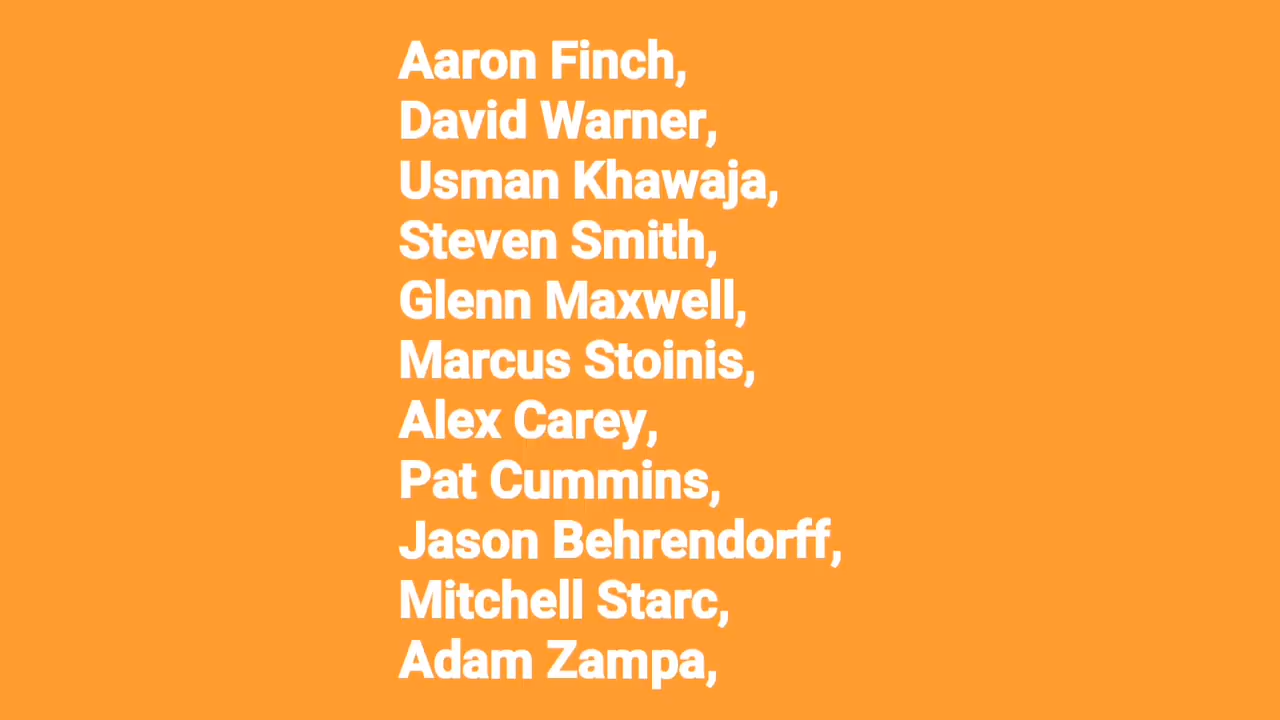 Aaron Finch,
David Warner,
Usman Khawaja,
Steven Smith,
Glenn Maxwell,
Marcus Stoinis,
Alex Carey,
Pat Cummins,
Jason Behrendorff,
Mitchell Starc,
Adam Zampa,